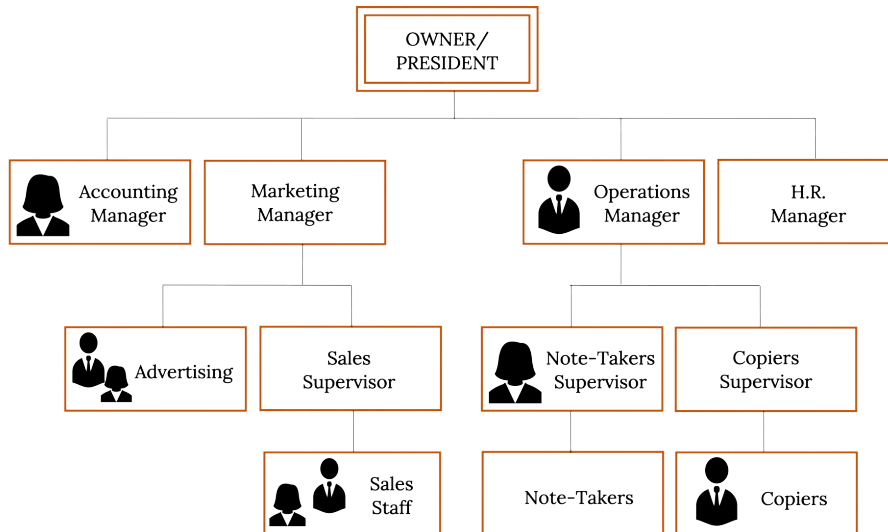 OWNER/
PRESIDENT
Accounting
Manager
Marketing
Manager
Operations
Manager
H.R.
Manager
Advertising
Sales
Supervisor
Note-Takers
Supervisor
Copiers
Supervisor
Sales
Staff
Note-Takers
Copiers